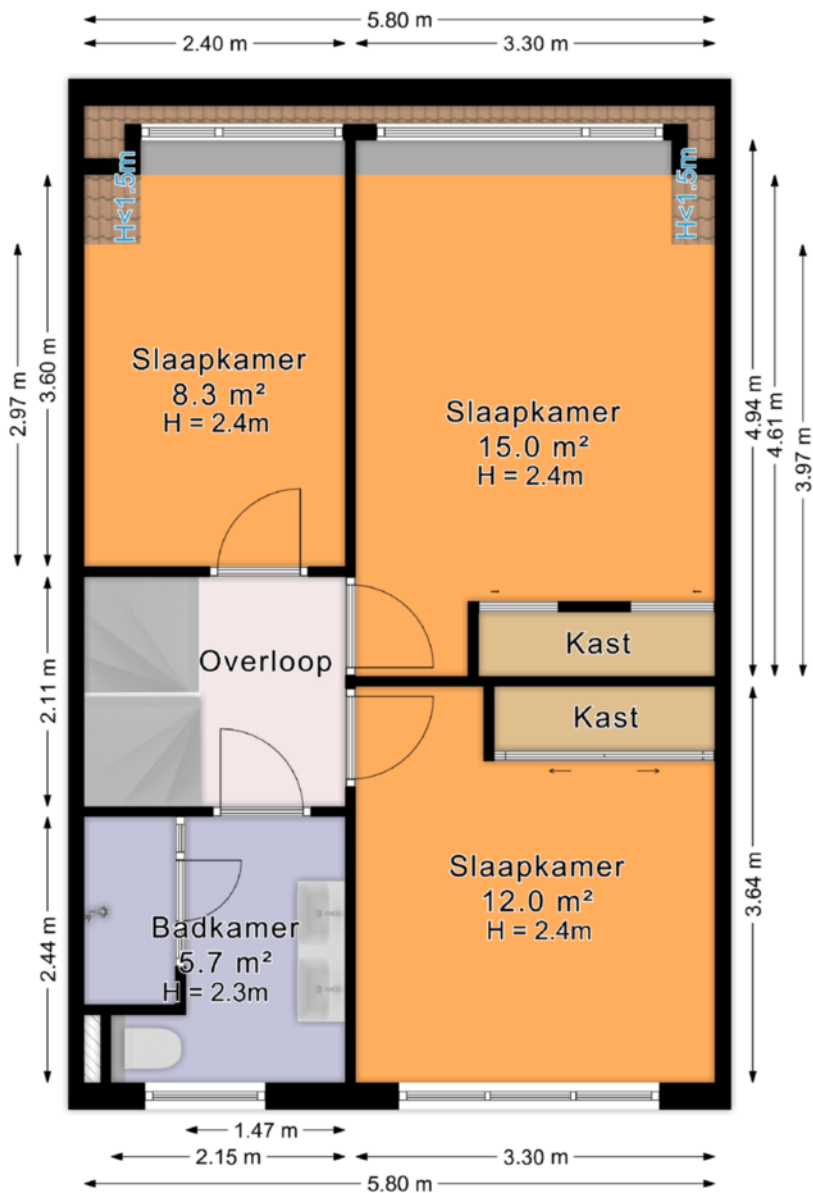 5.80 m
2.40 m
3.30 m
H<1.5m
H<1.5m
Slaapkamer
8.3 m²
H = 2.4m
Slaapkamer
15.0 m²
H = 2.4m
2.97 m
3.60 m
4.94 m
4.61 m
3.97 m
Overloop
Kast
Kast
2.11 m
Slaapkamer
12.0 m²
H = 2.4m
Badkamer
5.7 m²
H = 2.3m
2.44 m
3.64 m
1.47 m
2.15 m
3.30 m
5.80 m